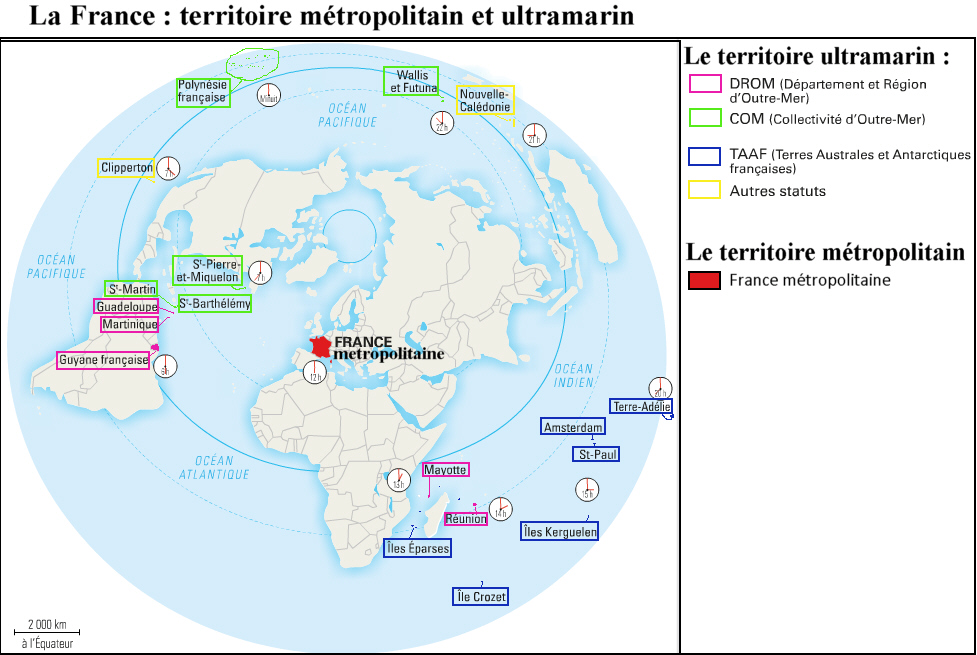 La France : territoire métropolitain et ultramarin
Polynésie
française
Minuit
OCÉAN
PACIFIQUE
Wallis
et Futuna
22 h
Nouvelle-
Calédonie
21 h
Clipperton
OCÉAN
PACIFIQUE
St-Pierre-
et-Miquelon
St-Martin
St-Barthélémy
Guadeloupe
Martinique
Guyane française
FRANCE
metropolitaine
12 h
OCÉAN
INDIEN
20 h
Terre-Adélie
Amsterdam
St-Paul
OCÉAN
ATLANTIQUE
Mayotte
13 h
15 h
Réunion
14 h
Îles Kerguelen
Îles Éparses
Île Crozet
2 000 km
à l'Équateur
Le territoire ultramarin :
DROM (Département et Région
d'Outre-Mer)
COM (Collectivité d'Outre-Mer)
TAAF (Terres Australes et Antarctiques
françaises)
Autres statuts
Le territoire métropolitain
France métropolitaine